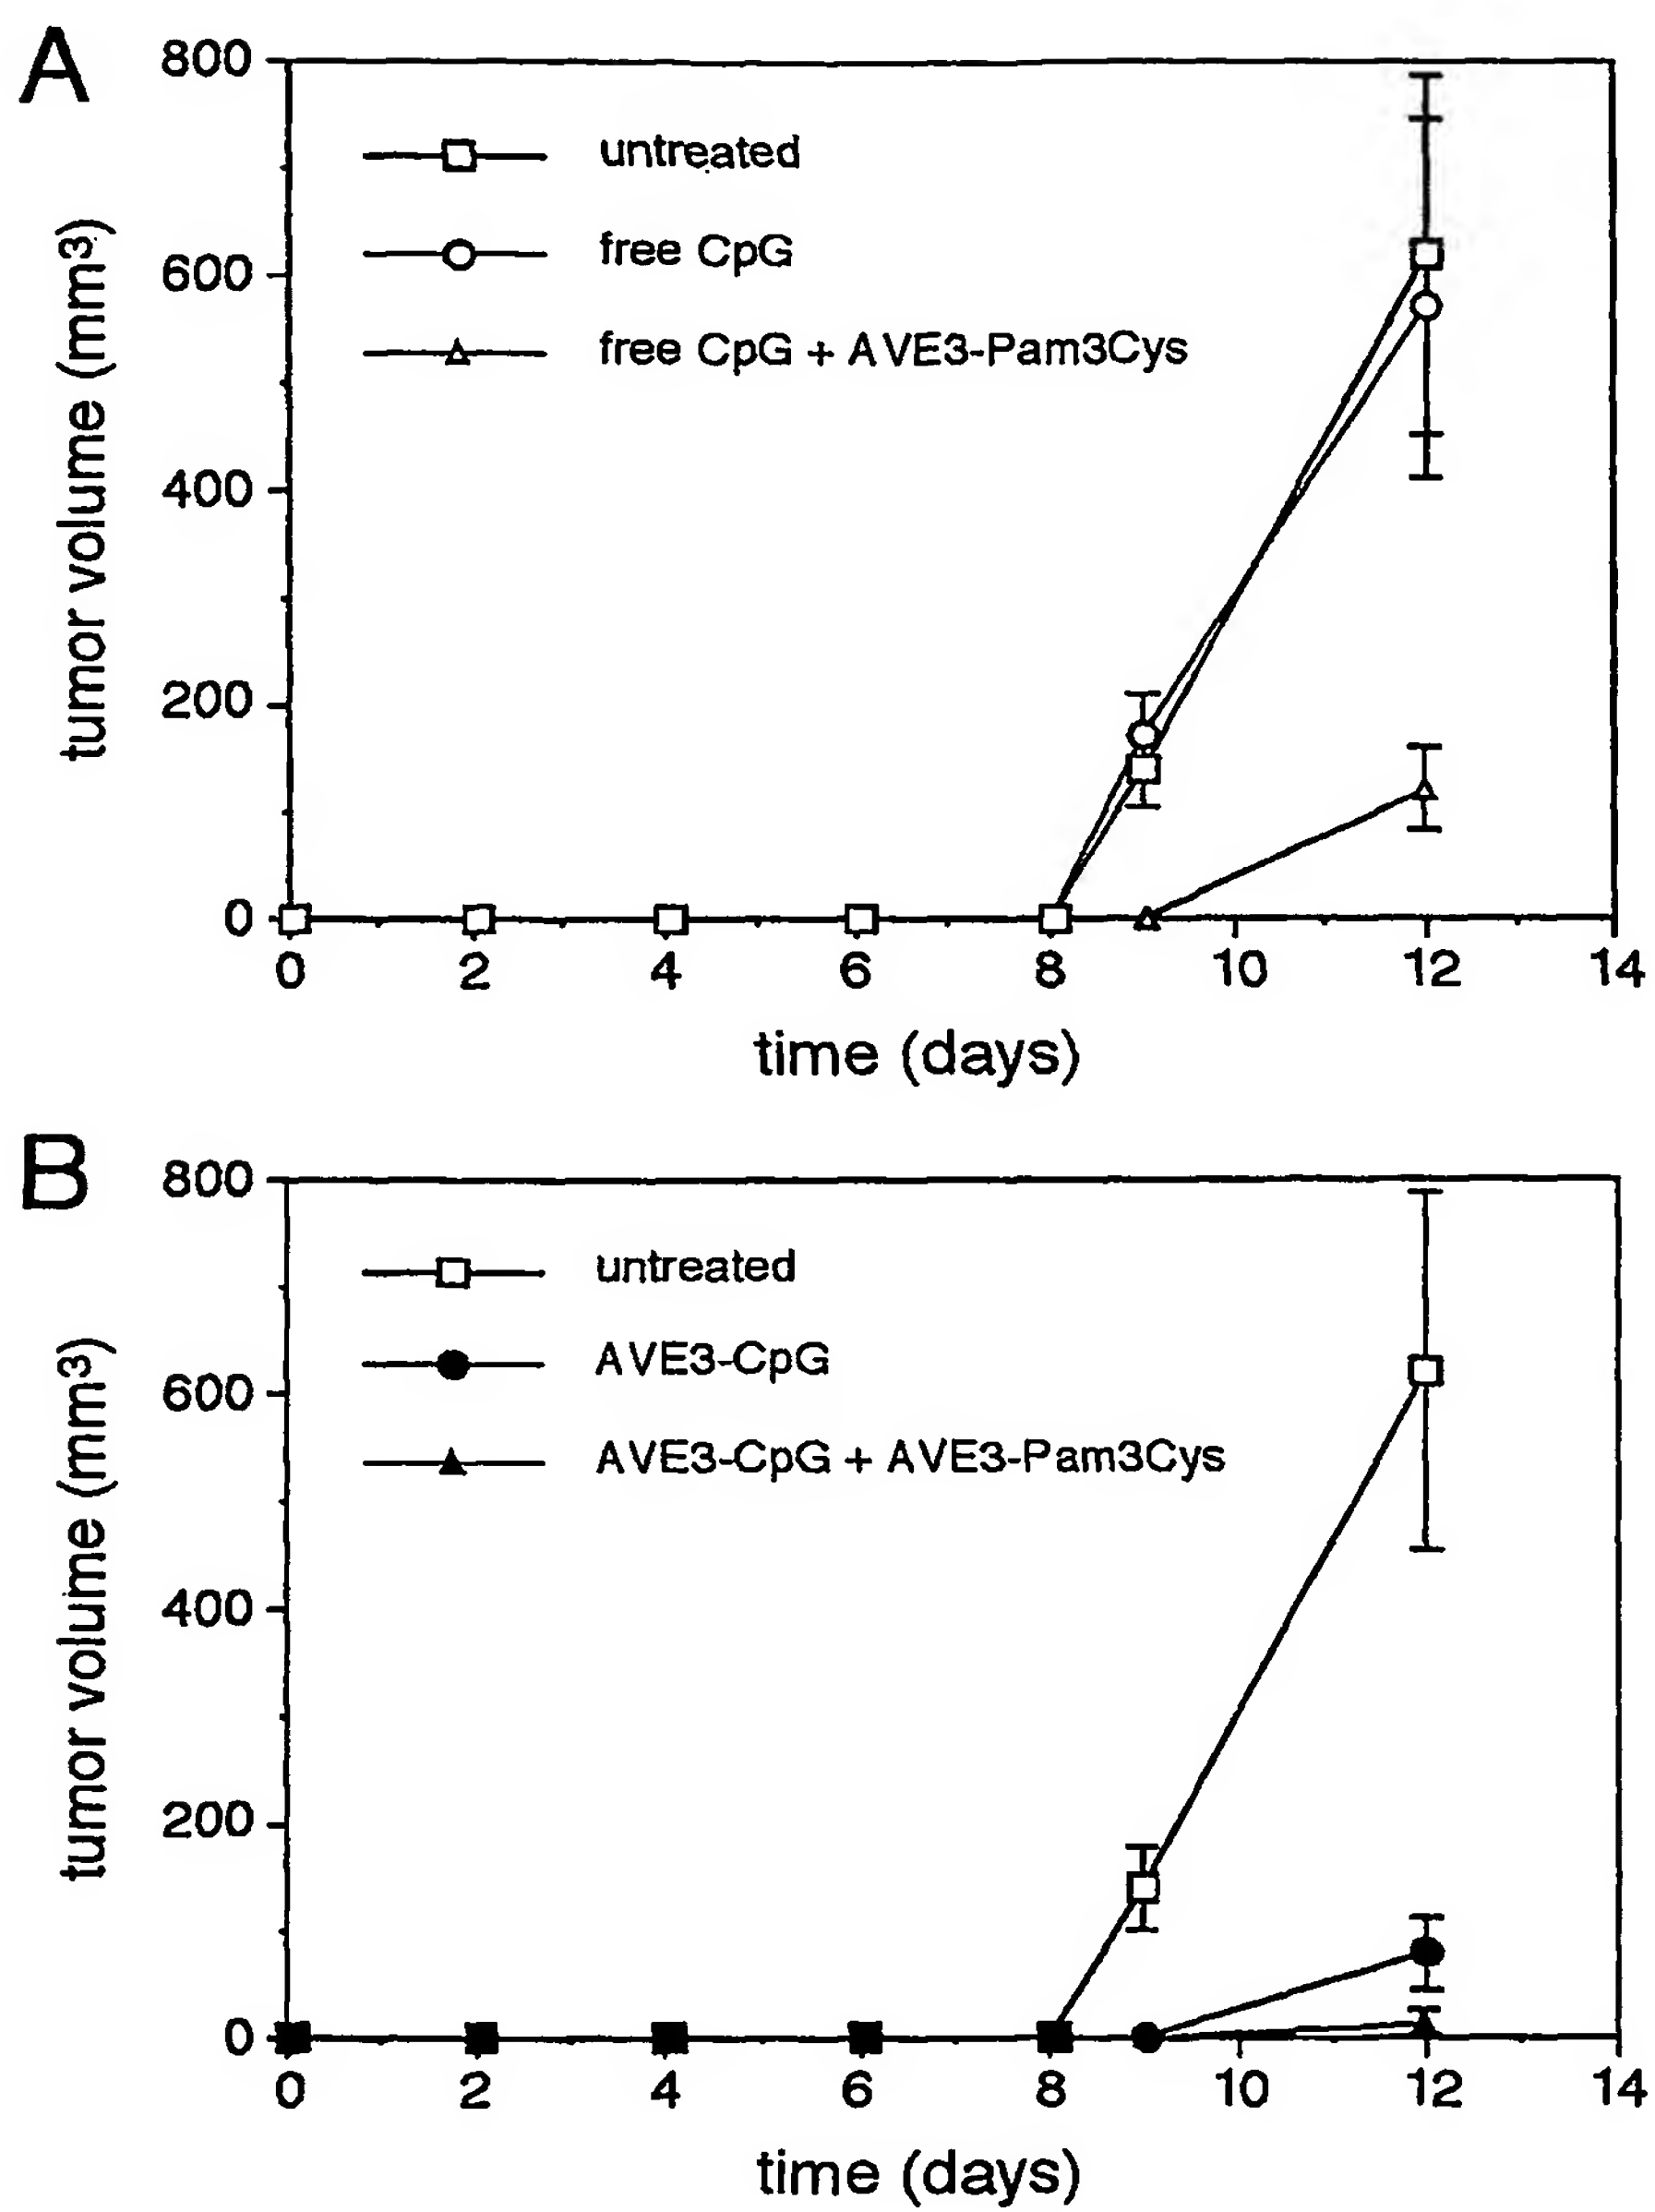 A
800
600
400
200
0
tumor volume (mm3)
untreated
free CpG
free CpG + AVE3-Pam3Cys
0 2 4 6 8 10 12 14
time (days)
B
800
600
400
200
0
tumor volume (mm3)
untreated
AVE3-CpG
AVE3-CpG + AVE3-Pam3Cys
0 2 4 6 8 10 12 14
time (days)